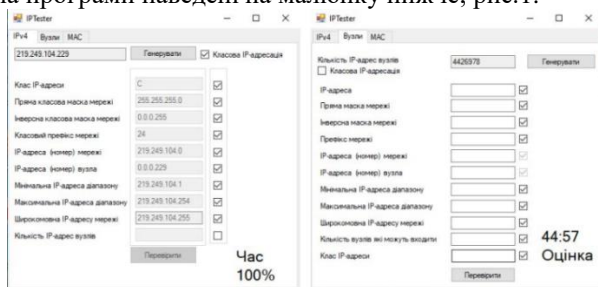 на програмі наведені на малюнку нижче, рис.1.
IPTester
IPv4 Вузли MAC
219.249.104.229 Генерувати Класова IP-адресація
Клас IP-адреси C
Пряма класова маска мережі 255.255.255.0
Інверсна класова маска мережі 0.0.0.255
Класовий префікс мережі 24
IP-адреса (номер) мережі 219.249.104.0
IP-адреса (номер) вузла 0.0.0.229
Мінімальна IP-адреса діапазону 219.249.104.1
Максимальна IP-адреса діапазону 219.249.104.254
Широкомовна IP-адресу мережі 219.249.104.255
Кількість IP-адрес вузлів
Перевірити
Час
100%
IPTester
IPv4 Вузли MAC
Кількість IP-адрес вузлів 4426978 Генерувати
Класова IP-адресація
IP-адреса
Пряма маска мережі
Інверсна маска мережі
Префікс мережі
IP-адреса (номер) мережі
IP-адреса (номер) вузла
Мінімальна IP-адреса діапазону
Максимальна IP-адреса діапазону
Широкомовна IP-адресу мережі
Кількість вузлів які можуть входити
Клас IP-адреси
Перевірити
44:57
Оцінка